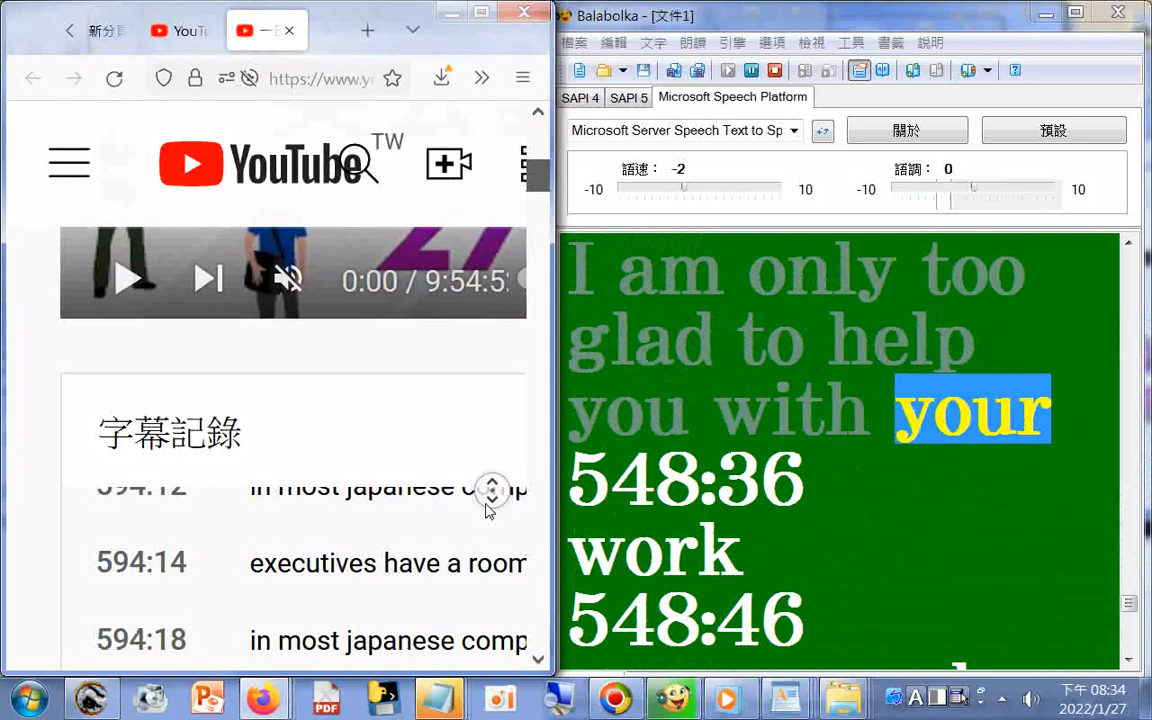 YouTu
https://www.y
YouTube
TW
0:00 / 9:54:5
字幕記錄
594:12 in most japanese comp
594:14 executives have a room
594:18 in most japanese comp
Balabolka - [文件1]
檔案 編輯 文字 朗讀 引擎 選項 檢視 工具 書籤 說明
SAPI 4 SAPI 5 Microsoft Speech Platform
Microsoft Server Speech Text to Sp 關於 預設
語速： -2 語調： 0
-10 10 -10 10
I am only too
glad to help
you with your
548:36
work
548:46
PDF
A
下午 08:34
2022/1/27